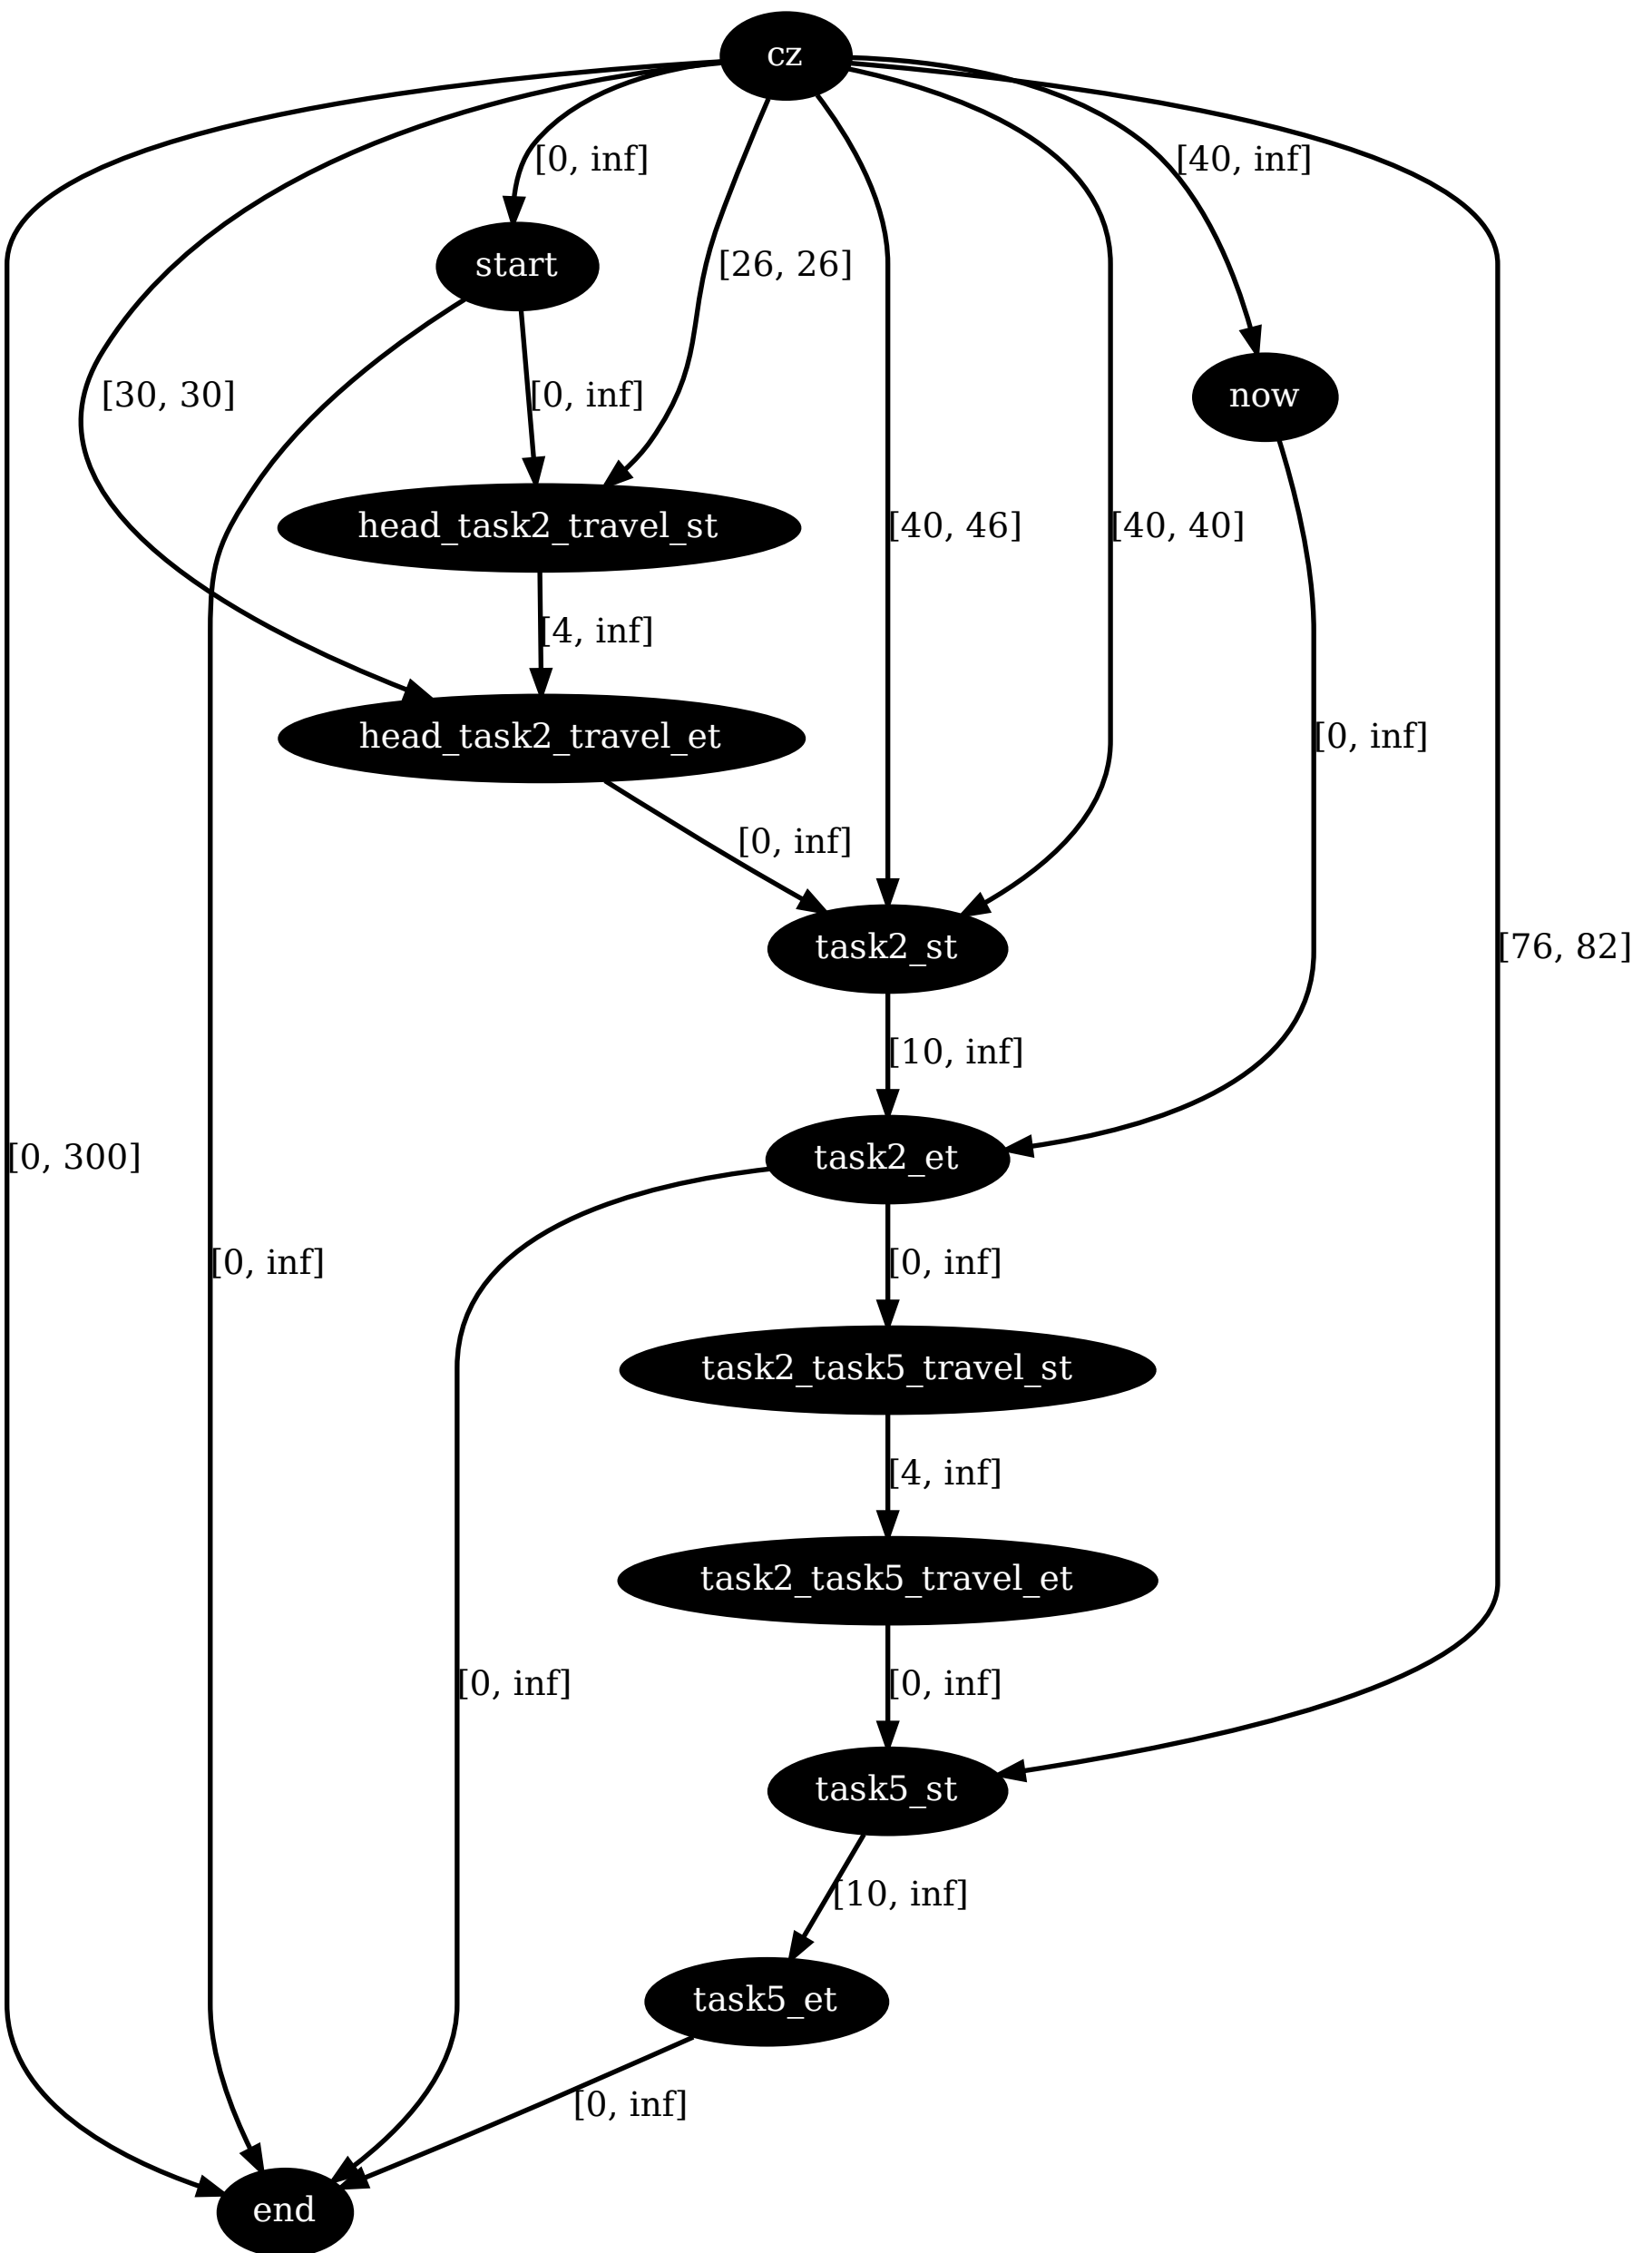 cz
[0, inf]
[40, inf]
start
[26, 26]
[30, 30]
[0, inf]
now
head_task2_travel_st
[40, 46]
[40, 40]
[4, inf]
head_task2_travel_et
[0, inf]
[0, inf]
task2_st
[76, 82]
[10, inf]
[0, 300]
task2_et
[0, inf]
[0, inf]
task2_task5_travel_st
[4, inf]
task2_task5_travel_et
[0, inf]
[0, inf]
task5_st
[10, inf]
task5_et
[0, inf]
end